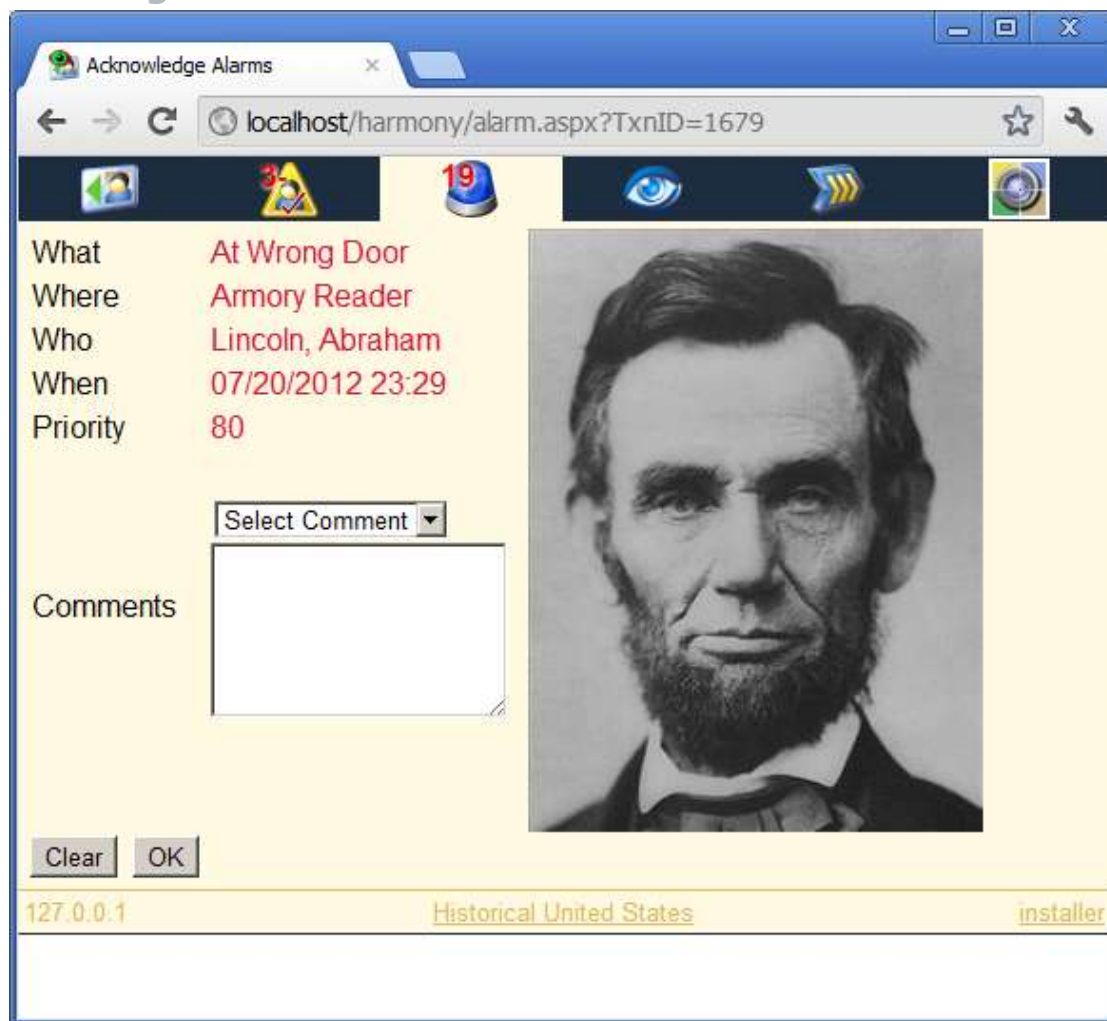 Acknowledge Alarms
localhost/harmony/alarm.aspx?TxnID=1679
3
19
What At Wrong Door
Where Armory Reader
Who Lincoln, Abraham
When 07/20/2012 23:29
Priority 80
Select Comment
Comments
Clear OK
127.0.0.1 Historical United States installer